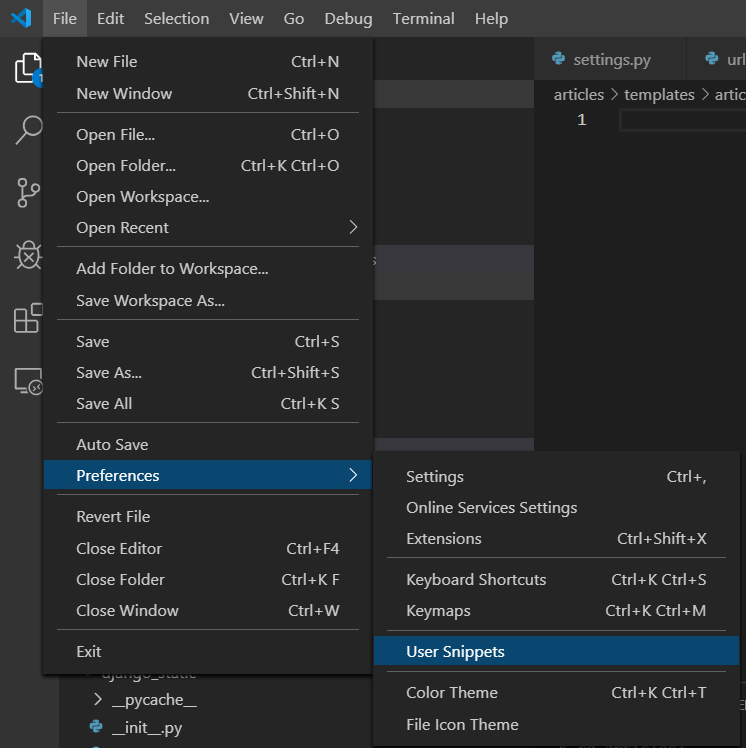 File Edit Selection View Go Debug Terminal Help
settings.py
articles > templates >
1
New File Ctrl+N
New Window Ctrl+Shift+N
Open File... Ctrl+O
Open Folder... Ctrl+K Ctrl+O
Open Workspace...
Open Recent
Add Folder to Workspace...
Save Workspace As...
Save Ctrl+S
Save As... Ctrl+Shift+S
Save All Ctrl+K S
Auto Save
Preferences
Revert File
Close Editor Ctrl+F4
Close Folder Ctrl+K F
Close Window Ctrl+W
Exit
Settings Ctrl+,
Online Services Settings
Extensions Ctrl+Shift+X
Keyboard Shortcuts Ctrl+K Ctrl+S
Keymaps Ctrl+K Ctrl+M
User Snippets
Color Theme Ctrl+K Ctrl+T
File Icon Theme
django_static
__pycache__
__init__.py